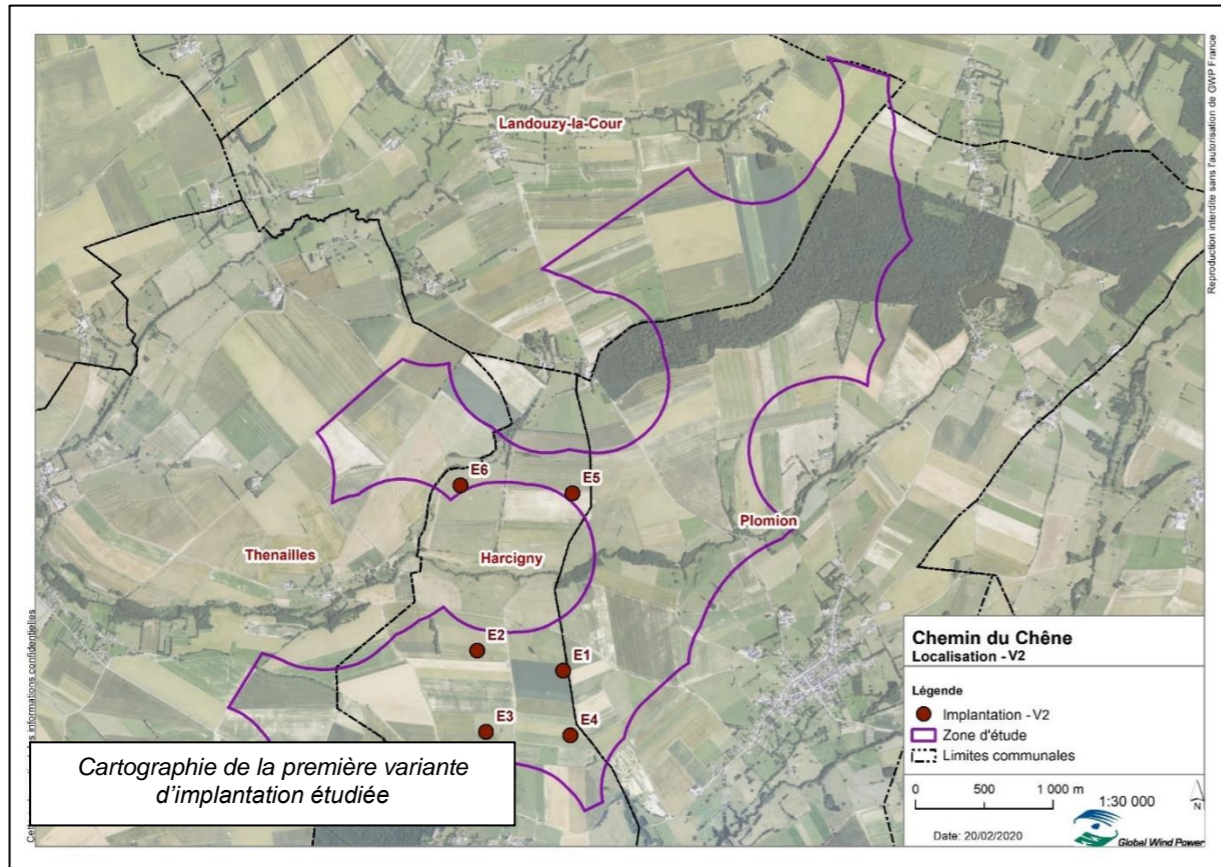 Landouzy-la-Cour
E6
E5
Plomion
Thenailles
Harcigny
E2
E1
E3
E4
Reproduction interdite sans l'autorisation de GWP France
informations confidentielles
Cartographie de la première variante
d'implantation étudiée
Chemin du Chêne
Localisation - V2
Légende
Implantation - V2
Zone d'étude
Limites communales
0 500 1 000 m
1:30 000
N
Date: 20/02/2020
Global Wind Power